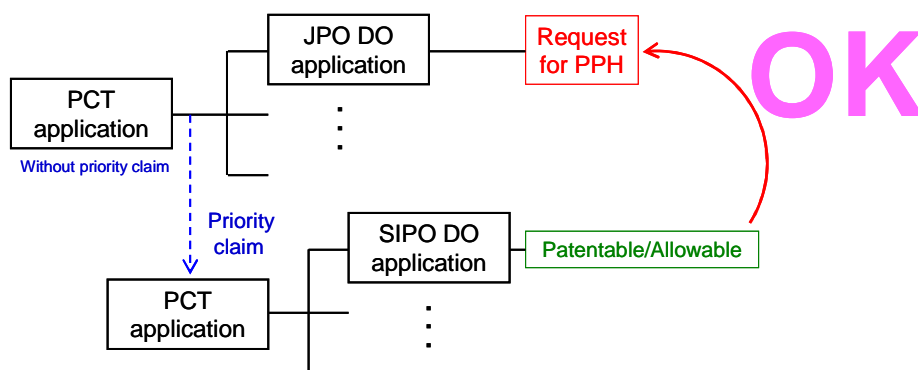 JPO DO
application
Request
for PPH
OK
PCT
application
Without priority claim
Priority
claim
SIPO DO
application
Patentable/Allowable
PCT
application